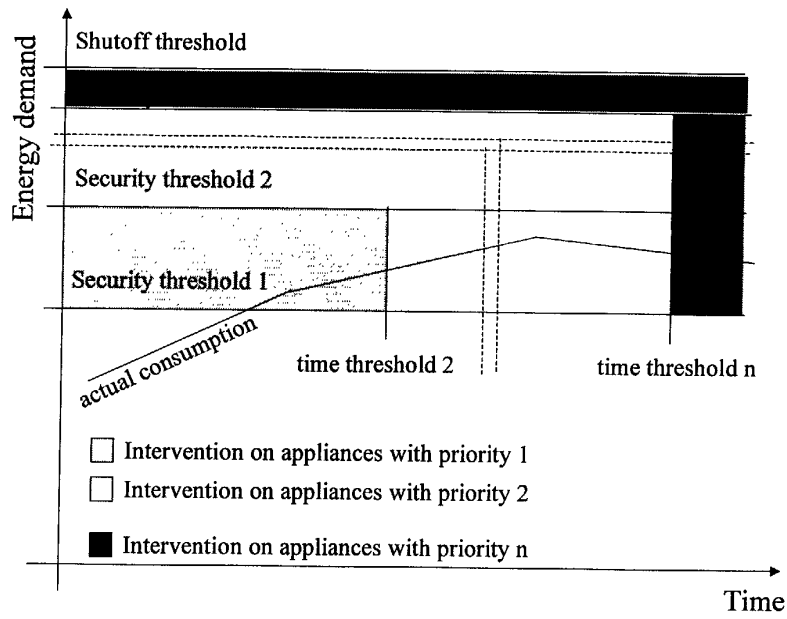 Shutoff threshold
Energy demand
Security threshold 2
Security threshold 1
actual consumption
time threshold 2
time threshold n
Intervention on appliances with priority 1
Intervention on appliances with priority 2
Intervention on appliances with priority n
Time